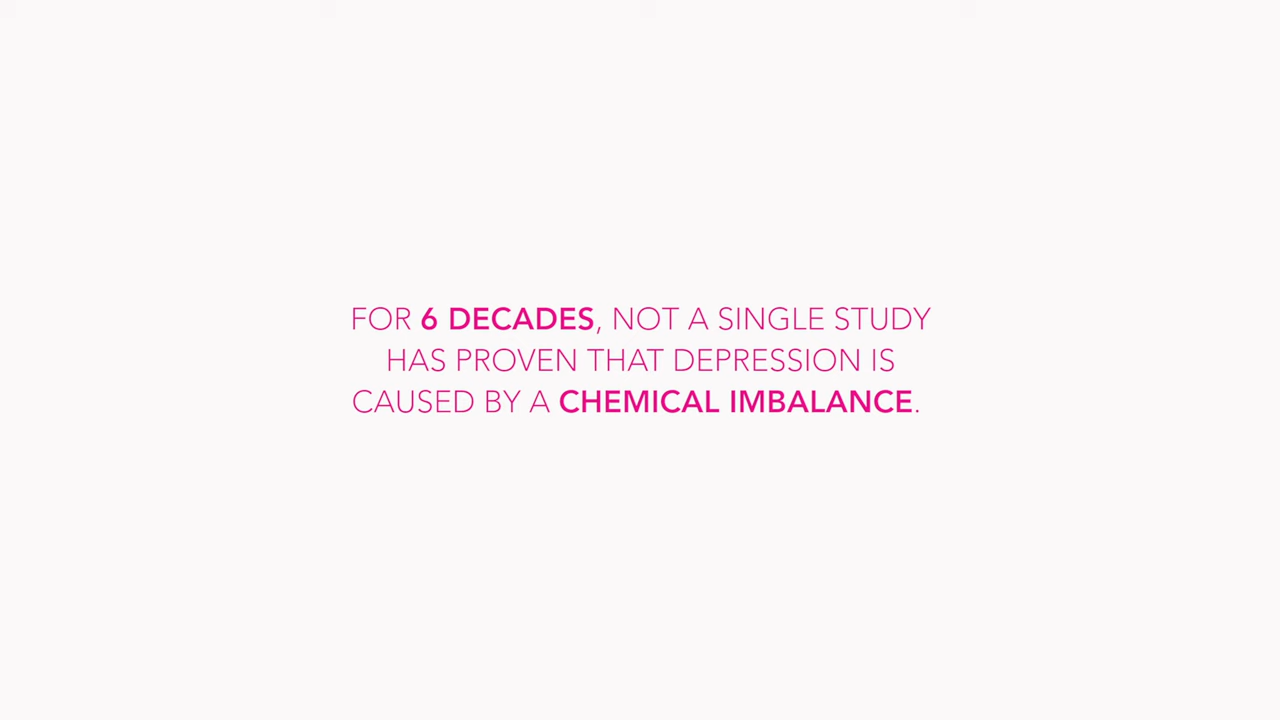 FOR 6 DECADES, NOT A SINGLE STUDY
HAS PROVEN THAT DEPRESSION IS
CAUSED BY A CHEMICAL IMBALANCE.